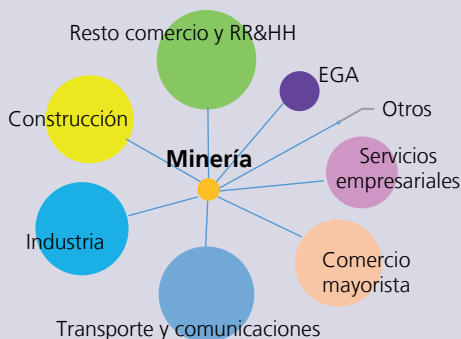 Resto comercio y RR&HH
EGA
Otros
Construcción
Minería
Servicios
empresariales
Industria
Comercio
mayorista
Transporte y comunicaciones